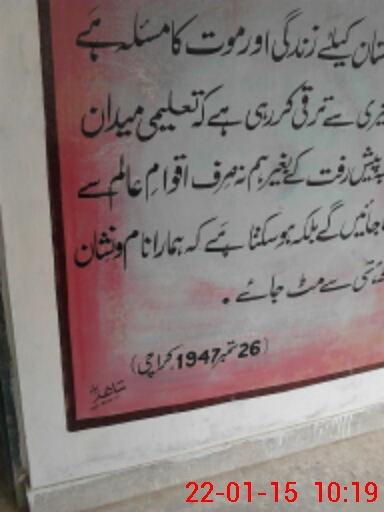 ستان کیلئے زندگی اور موت کا مسئلہ ہے
یزی سے ترقی کر رہی ہے کہ تعلیمی میدان
پیش رفت کے بغیر ہم نہ صرف اقوامِ عالم سے
جائیں گے بلکہ ہو سکتا ہے کہ ہمارا نام و نشان
ہستی سے مٹ جائے ۔
(26 ستمبر 1947 کراچی)
شاھد
22-01-15 10:19